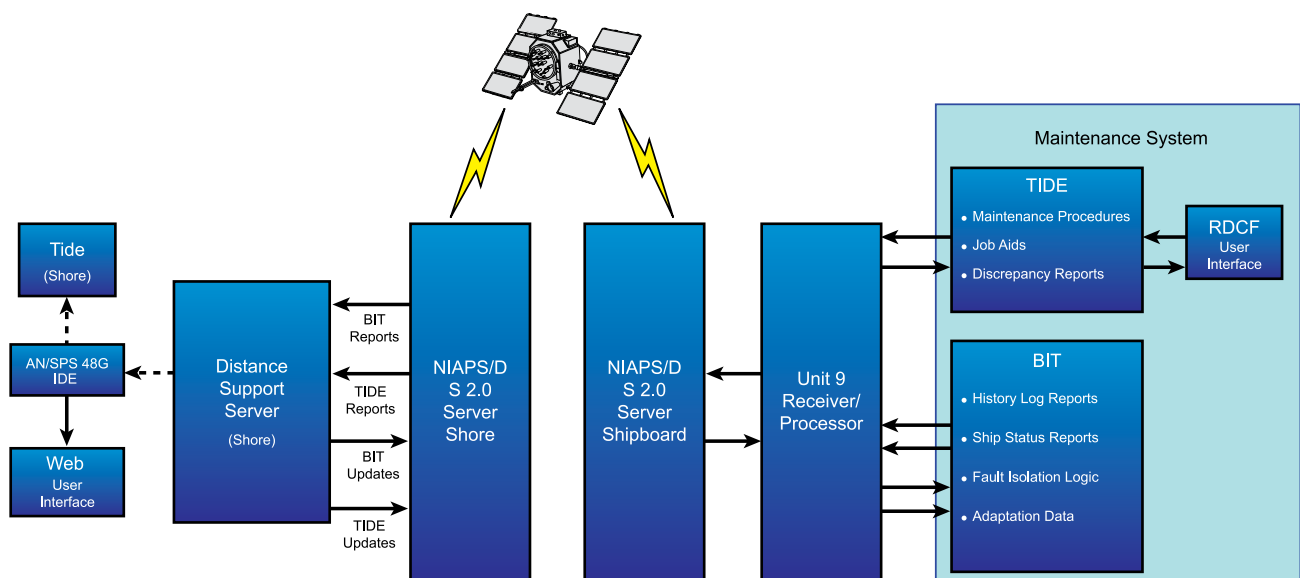 Tide
(Shore)
AN/SPS 48G
IDE
Web
User
Interface
Distance
Support
Server
(Shore)
BIT
Reports
TIDE
Reports
BIT
Updates
TIDE
Updates
NIAPS/D
S 2.0
Server
Shore
NIAPS/D
S 2.0
Server
Shipboard
Unit 9
Receiver/
Processor
Maintenance System
TIDE
• Maintenance Procedures
• Job Aids
• Discrepancy Reports
RDCF
User
Interface
BIT
• History Log Reports
• Ship Status Reports
• Fault Isolation Logic
• Adaptation Data